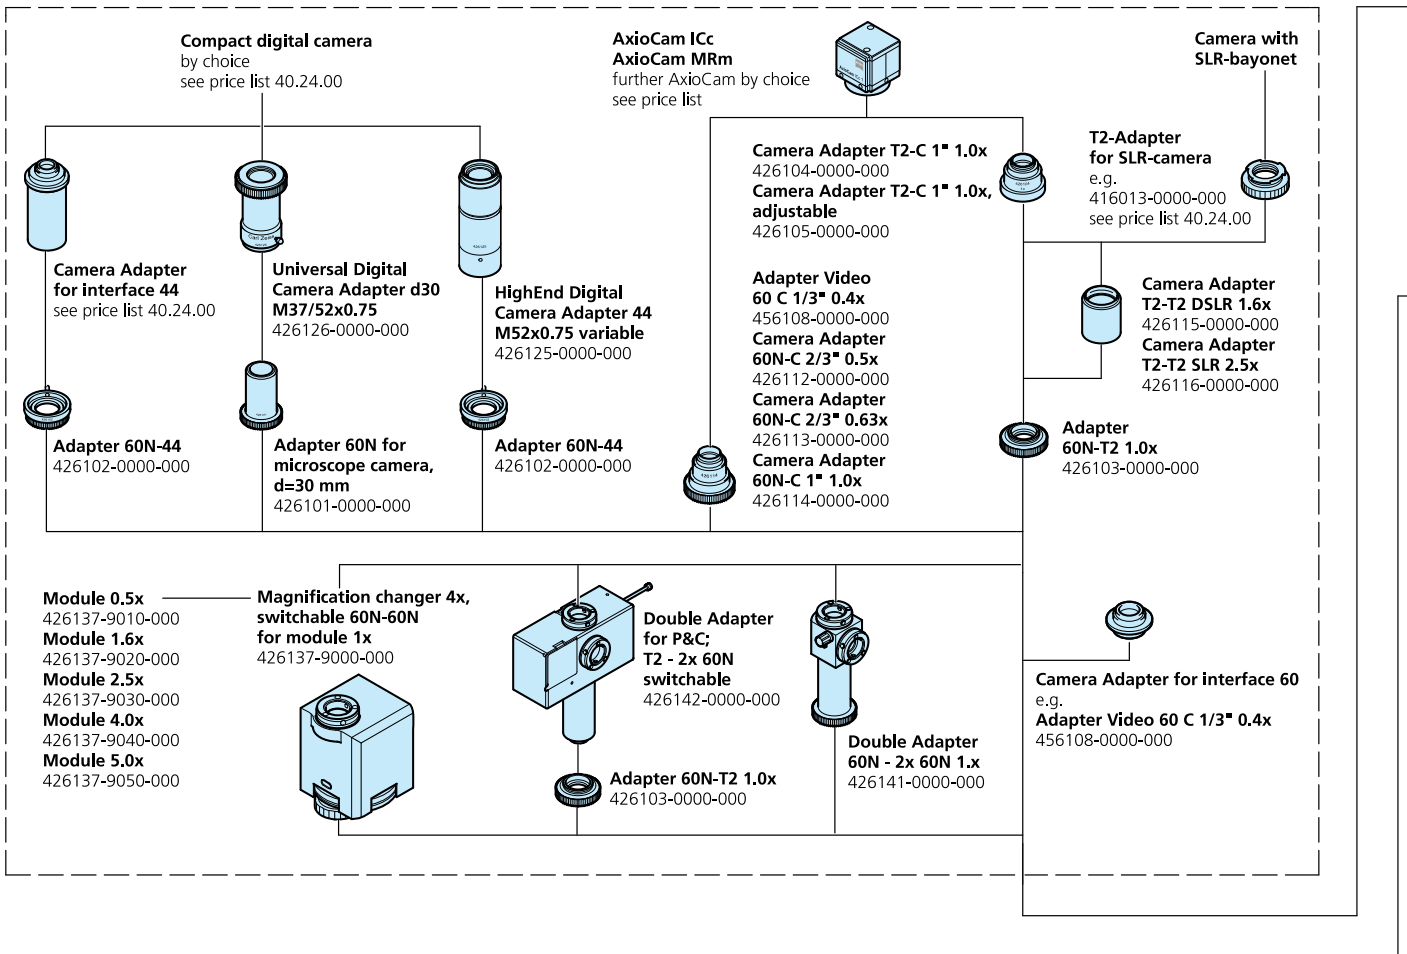 Compact digital camera
by choice
see price list 40.24.00
AxioCam ICc
AxioCam MRm
further AxioCam by choice
see price list
Camera with
SLR-bayonet
Camera Adapter T2-C 1" 1.0x
426104-0000-000
Camera Adapter T2-C 1" 1.0x,
adjustable
426105-0000-000
T2-Adapter
for SLR-camera
e.g.
416013-0000-000
see price list 40.24.00
Camera Adapter
for interface 44
see price list 40.24.00
Universal Digital
Camera Adapter d30
M37/52x0.75
426126-0000-000
HighEnd Digital
Camera Adapter 44
M52x0.75 variable
426125-0000-000
Adapter Video
60 C 1/3" 0.4x
456108-0000-000
Camera Adapter
60N-C 2/3" 0.5x
426112-0000-000
Camera Adapter
60N-C 2/3" 0.63x
426113-0000-000
Camera Adapter
60N-C 1" 1.0x
426114-0000-000
Camera Adapter
T2-T2 DSLR 1.6x
426115-0000-000
Camera Adapter
T2-T2 SLR 2.5x
426116-0000-000
Adapter 60N-44
426102-0000-000
Adapter 60N for
microscope camera,
d=30 mm
426101-0000-000
Adapter 60N-44
426102-0000-000
426114
Adapter
60N-T2 1.0x
426103-0000-000
Module 0.5x
426137-9010-000
Module 1.6x
426137-9020-000
Module 2.5x
426137-9030-000
Module 4.0x
426137-9040-000
Module 5.0x
426137-9050-000
Magnification changer 4x,
switchable 60N-60N
for module 1x
426137-9000-000
Double Adapter
for P&C;
T2 - 2x 60N
switchable
426142-0000-000
Adapter 60N-T2 1.0x
426103-0000-000
Double Adapter
60N - 2x 60N 1.x
426141-0000-000
Camera Adapter for interface 60
e.g.
Adapter Video 60 C 1/3" 0.4x
456108-0000-000